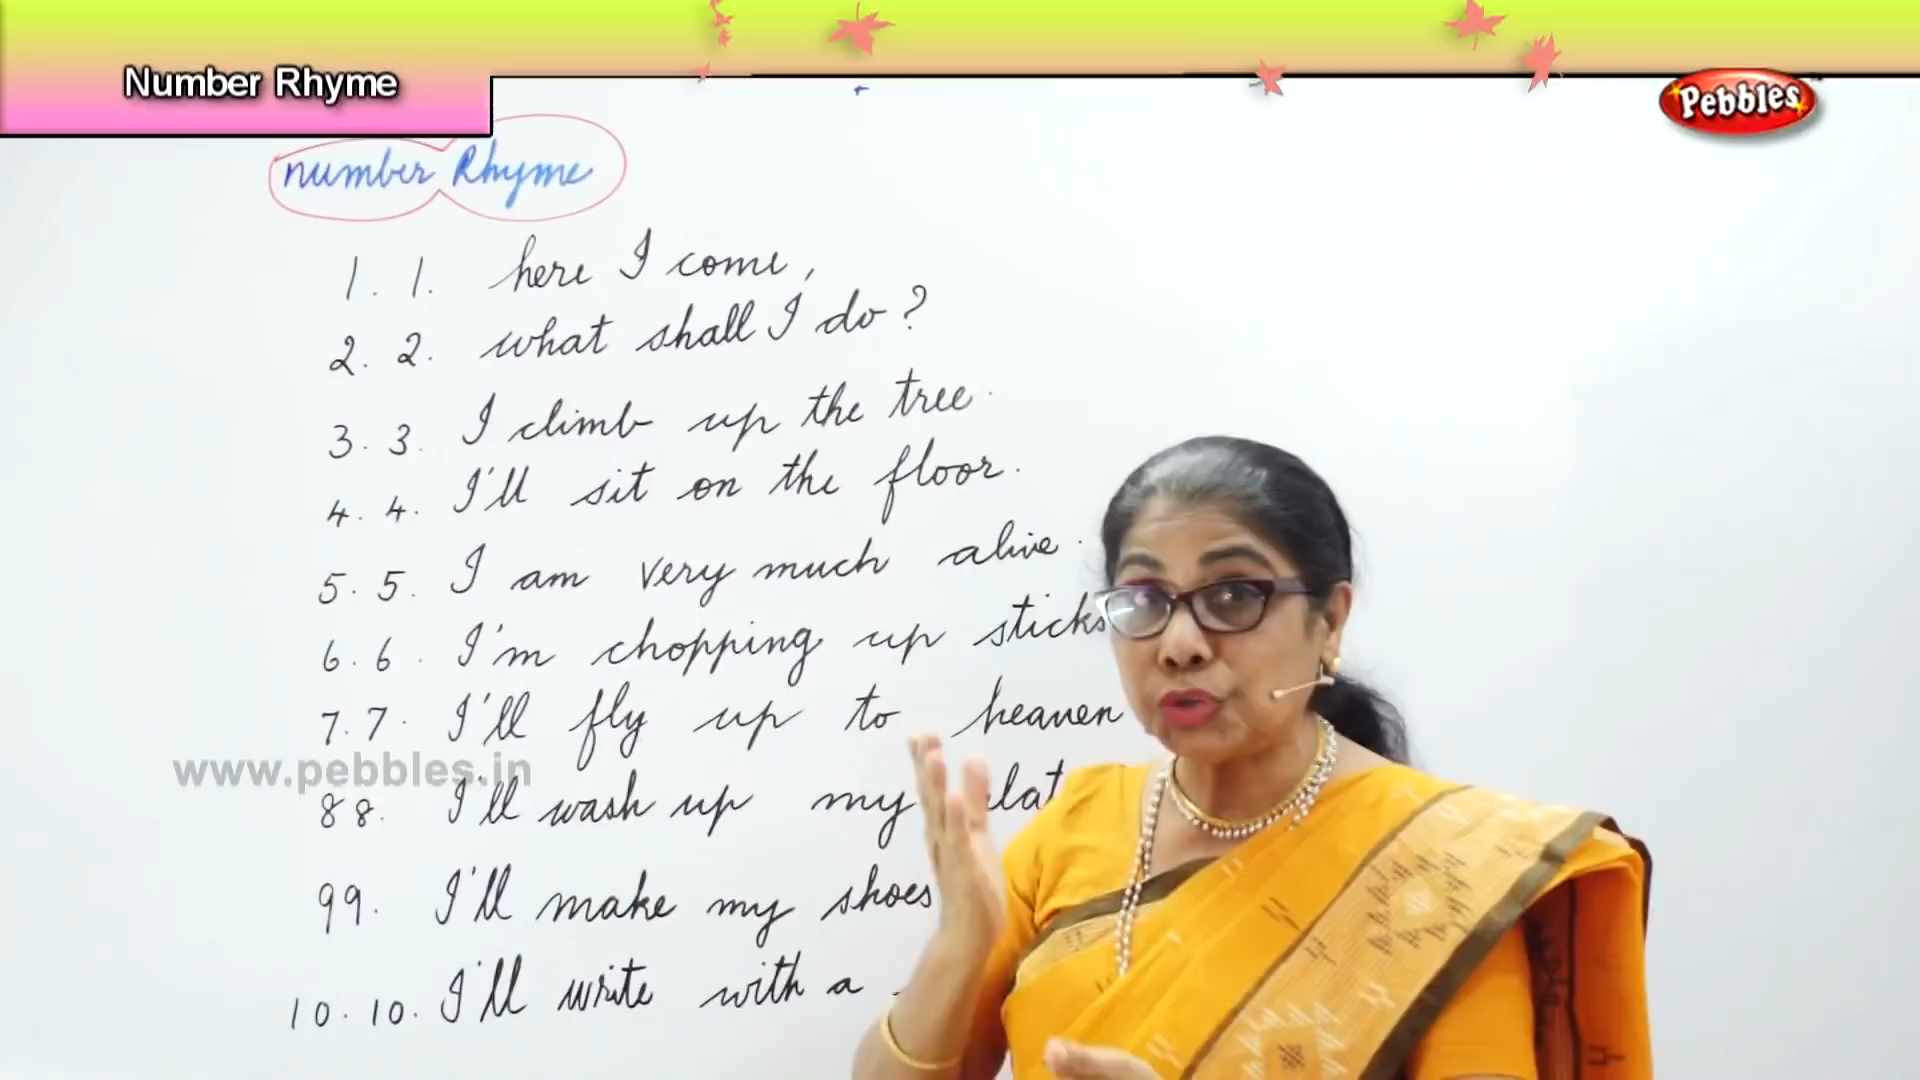 Number Rhyme
Pebbles
number Rhyme
1. 1. here I come,
2. 2. what shall I do?
3. 3. I climb up the tree.
4. 4. I'll sit on the floor.
5. 5. I am very much alive.
6. 6. I'm chopping up sticks
7. 7. I'll fly up to heaven
www.pebbles.in
8 8. I'll wash up my
9 9. I'll make my shoes
10. 10. I'll write with a